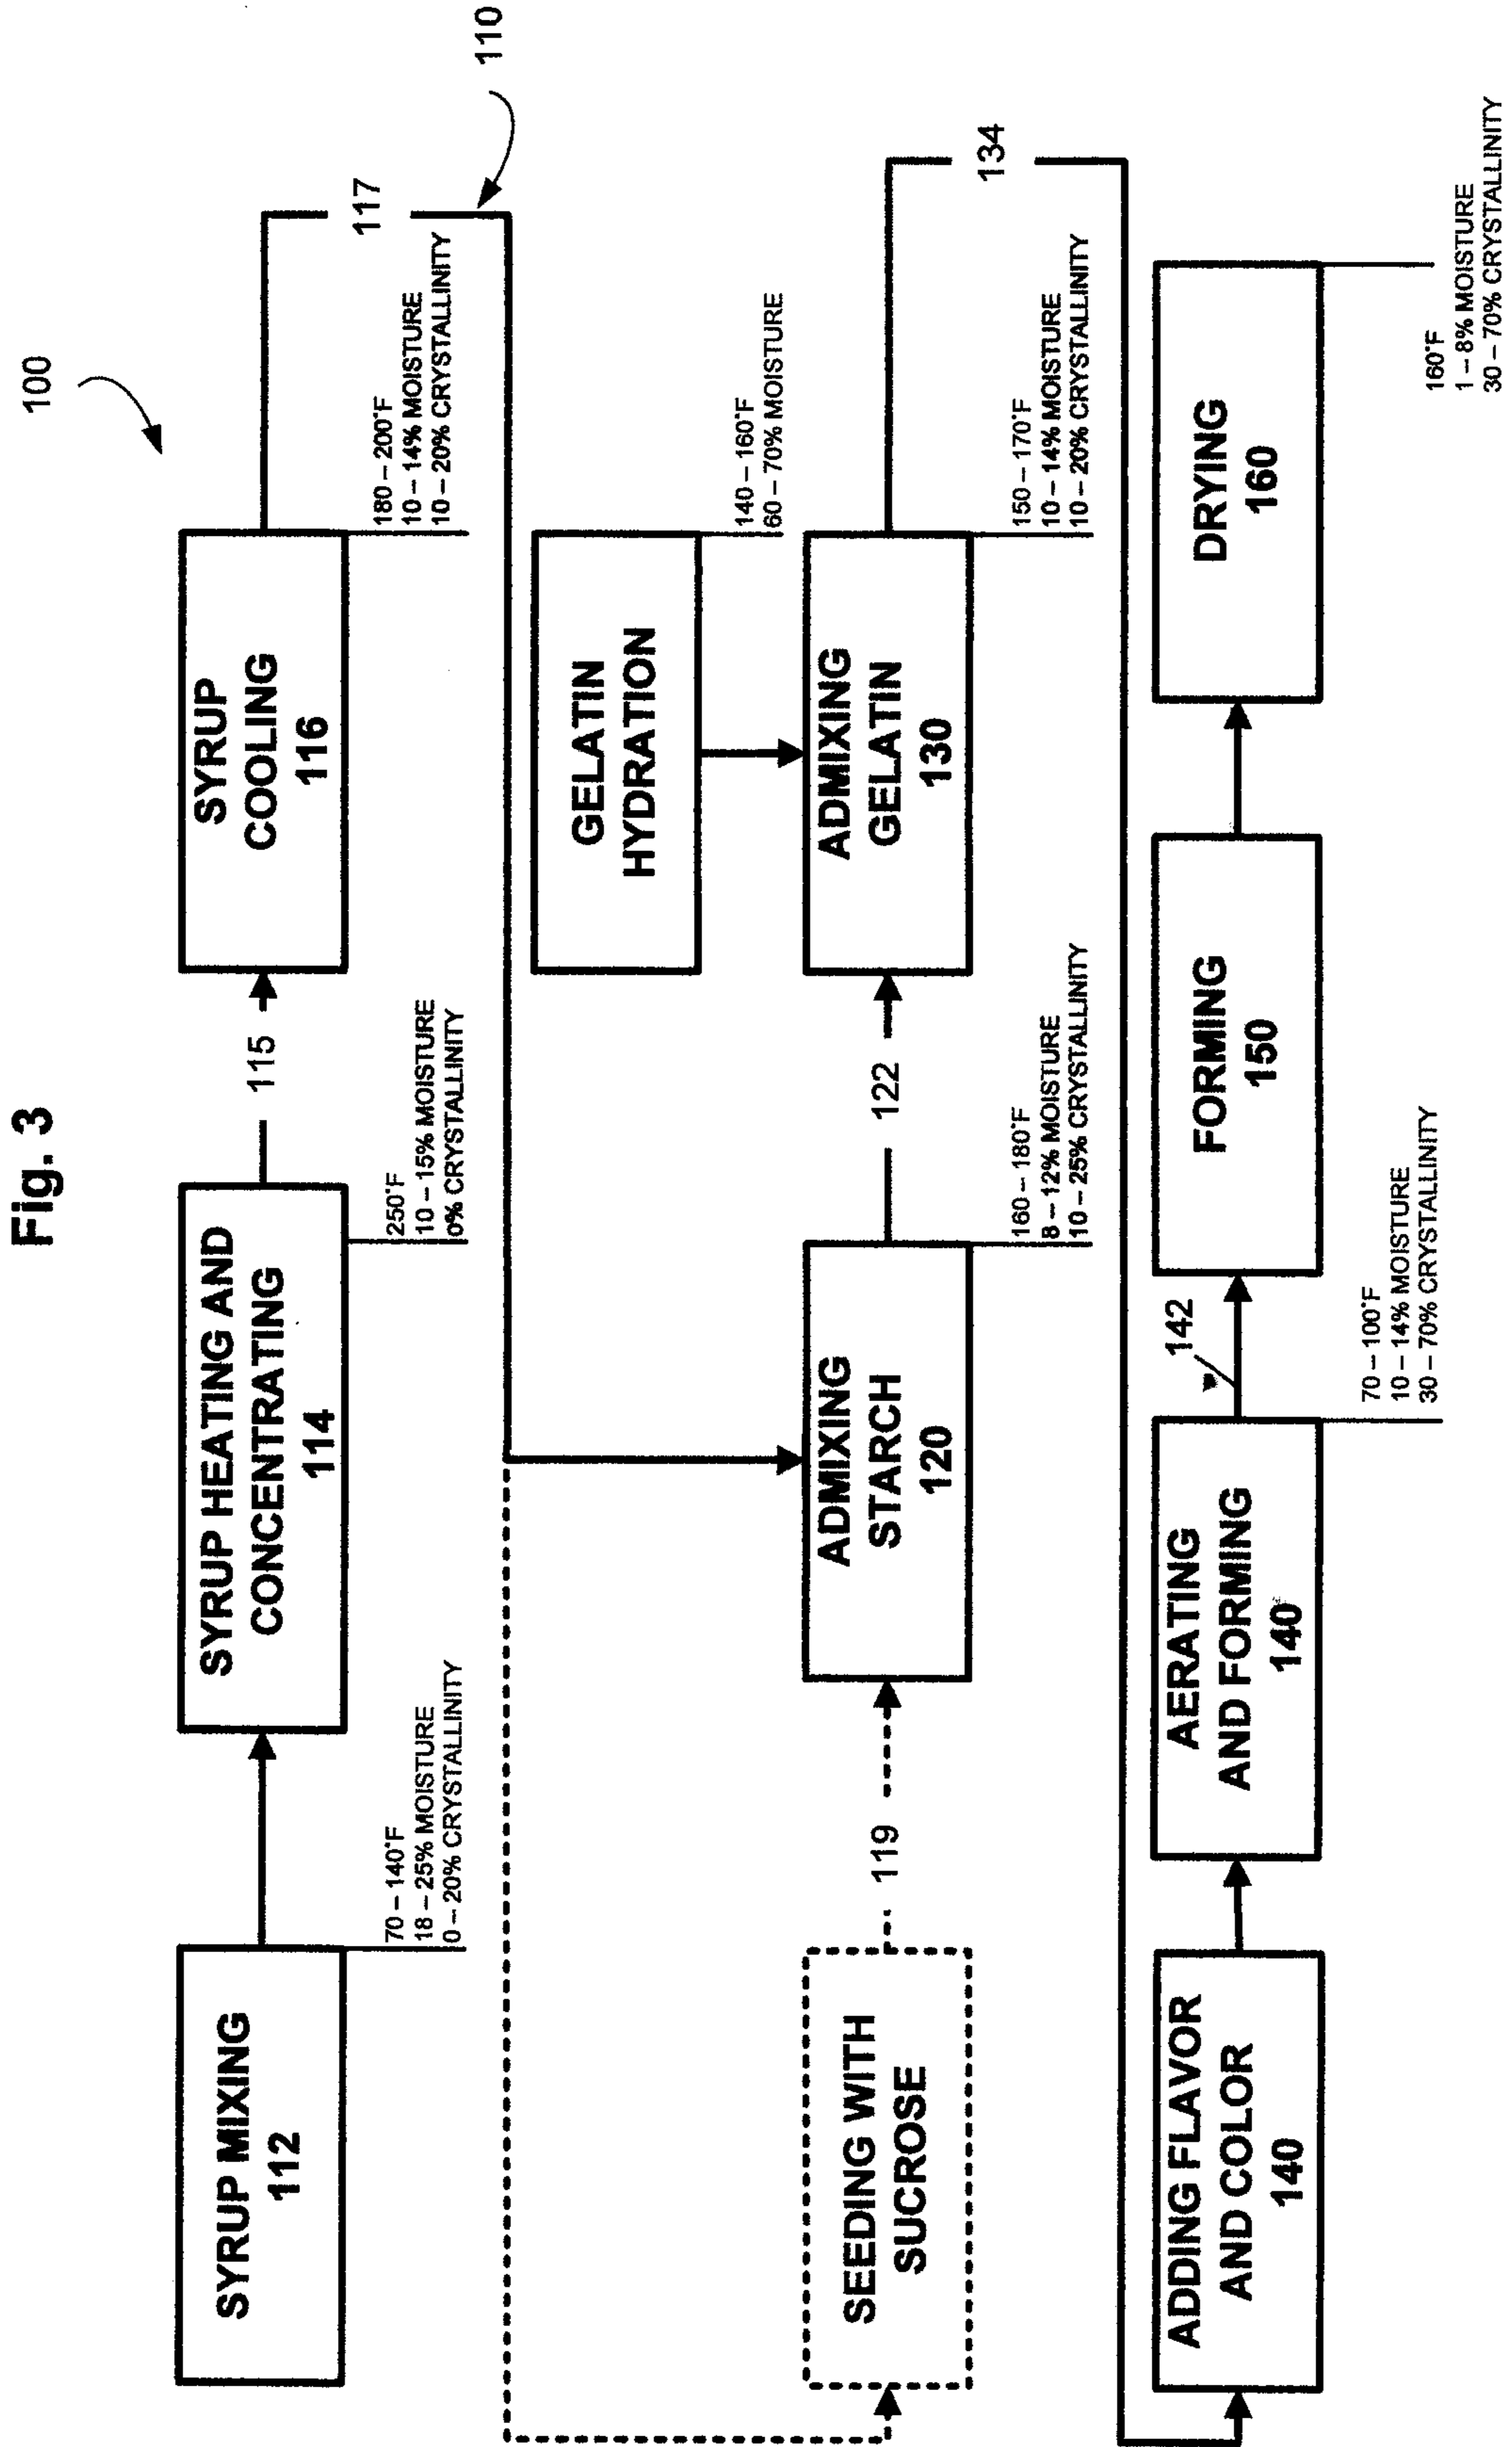 Fig. 3
100
110
SYRUP MIXING
112
70 – 140°F
18 – 25% MOISTURE
0 – 20% CRYSTALLINITY
SYRUP HEATING AND
CONCENTRATING
114
250°F
10 – 15% MOISTURE
0% CRYSTALLINITY
115
SYRUP
COOLING
116
180 – 200°F
10 – 14% MOISTURE
10 – 20% CRYSTALLINITY
117
SEEDING WITH
SUCROSE
119
ADMIXING
STARCH
120
160 – 180°F
8 – 12% MOISTURE
10 – 25% CRYSTALLINITY
122
GELATIN
HYDRATION
140 – 160°F
60 – 70% MOISTURE
ADMIXING
GELATIN
130
150 – 170°F
10 – 14% MOISTURE
10 – 20% CRYSTALLINITY
134
ADDING FLAVOR
AND COLOR
140
AERATING
AND FORMING
140
70 – 100°F
10 – 14% MOISTURE
30 – 70% CRYSTALLINITY
142
FORMING
150
DRYING
160
160°F
1 – 8% MOISTURE
30 – 70% CRYSTALLINITY